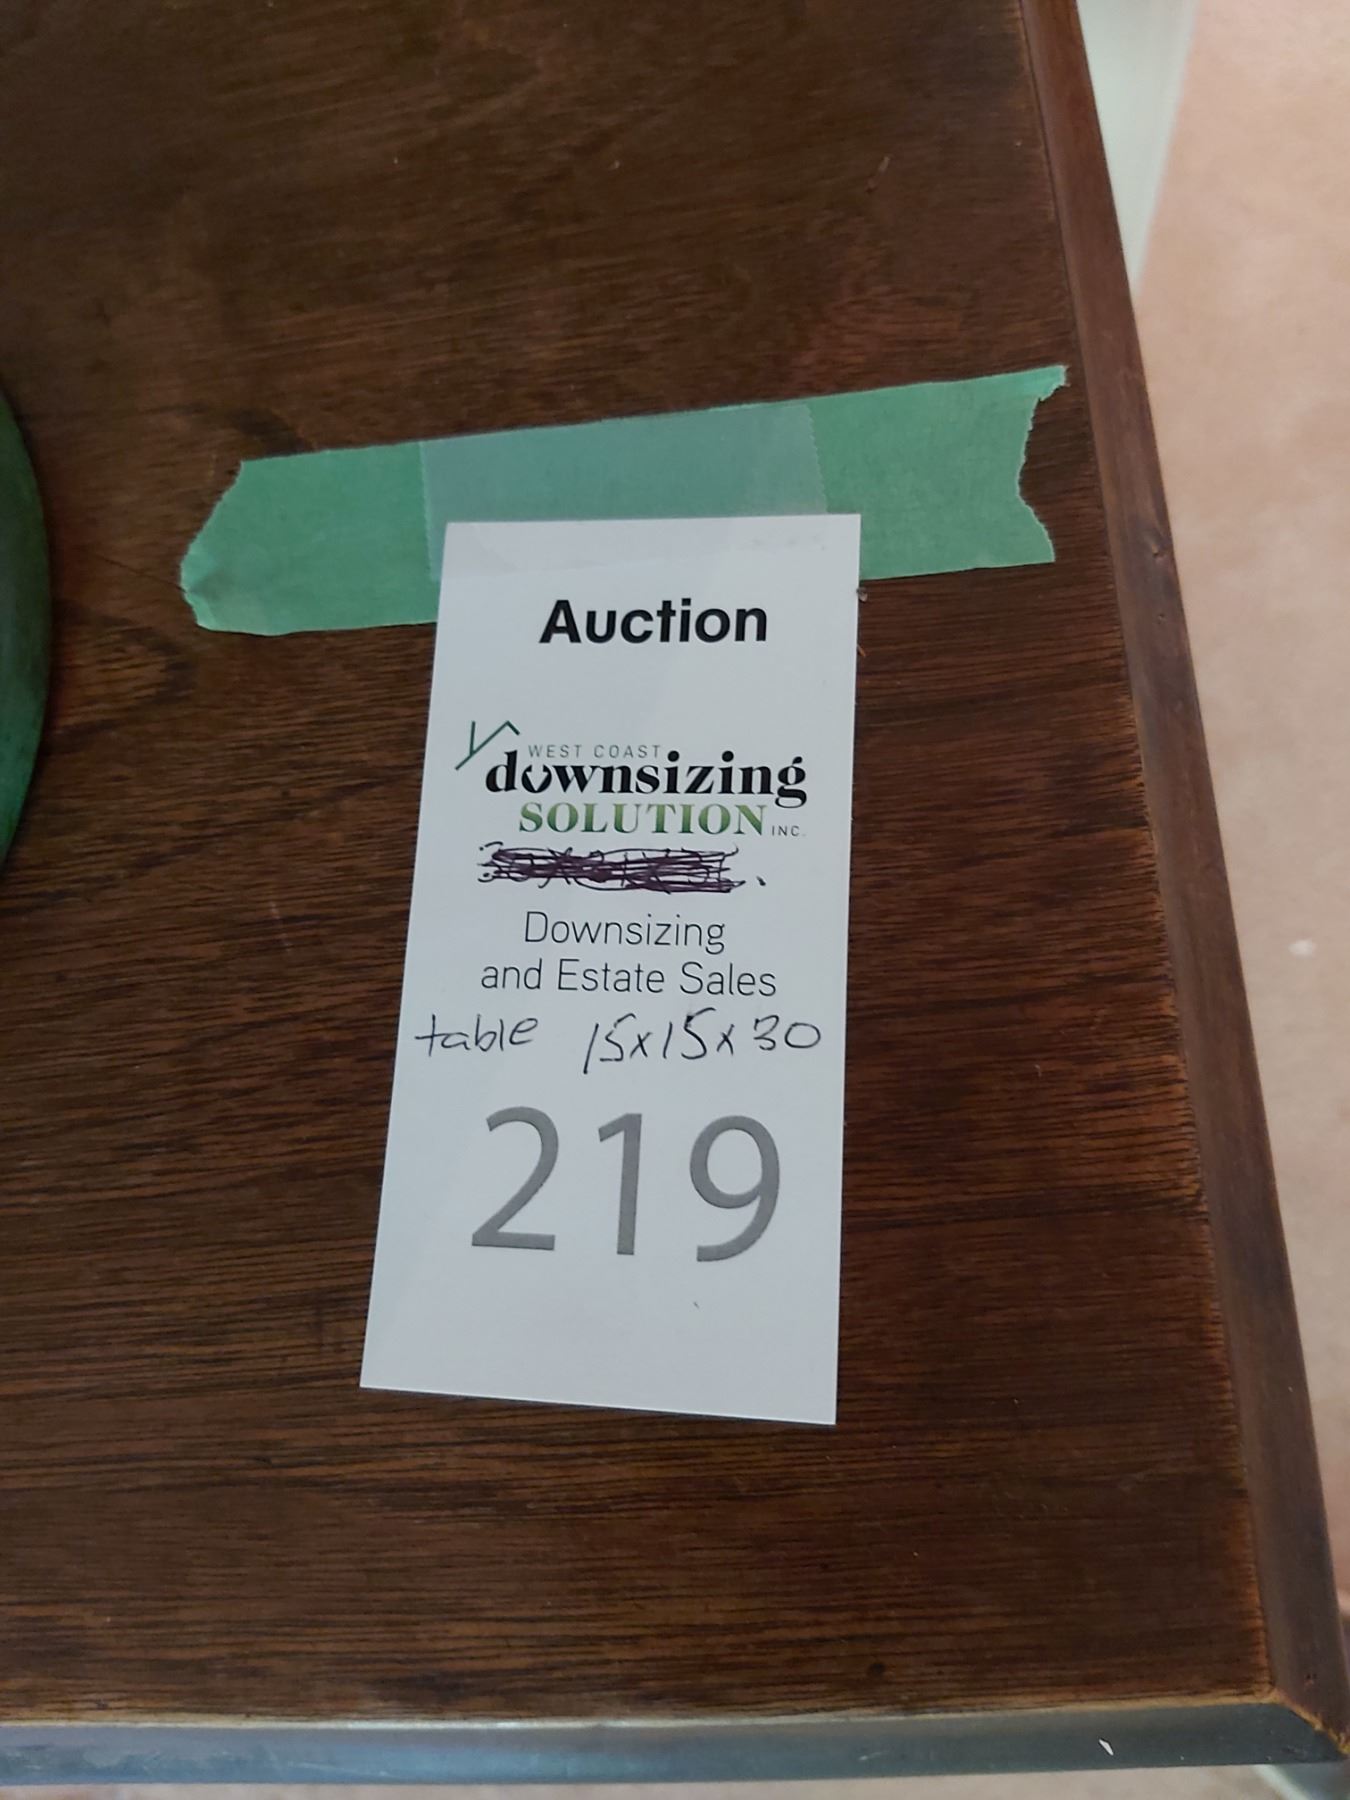 Auction
WEST COAST
downsizing
SOLUTION INC.
Downsizing
and Estate Sales
table 15x15x30
219